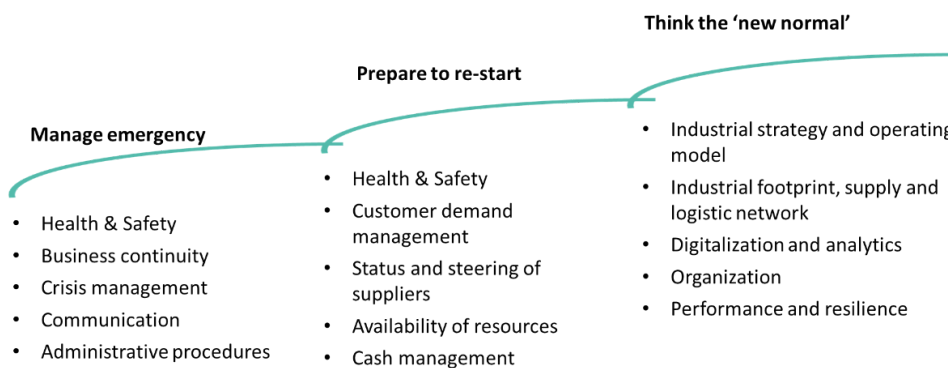 Manage emergency
• Health & Safety
• Business continuity
• Crisis management
• Communication
• Administrative procedures
Prepare to re-start
• Health & Safety
• Customer demand
management
• Status and steering of
suppliers
• Availability of resources
• Cash management
Think the ‘new normal’
• Industrial strategy and operating
model
• Industrial footprint, supply and
logistic network
• Digitalization and analytics
• Organization
• Performance and resilience